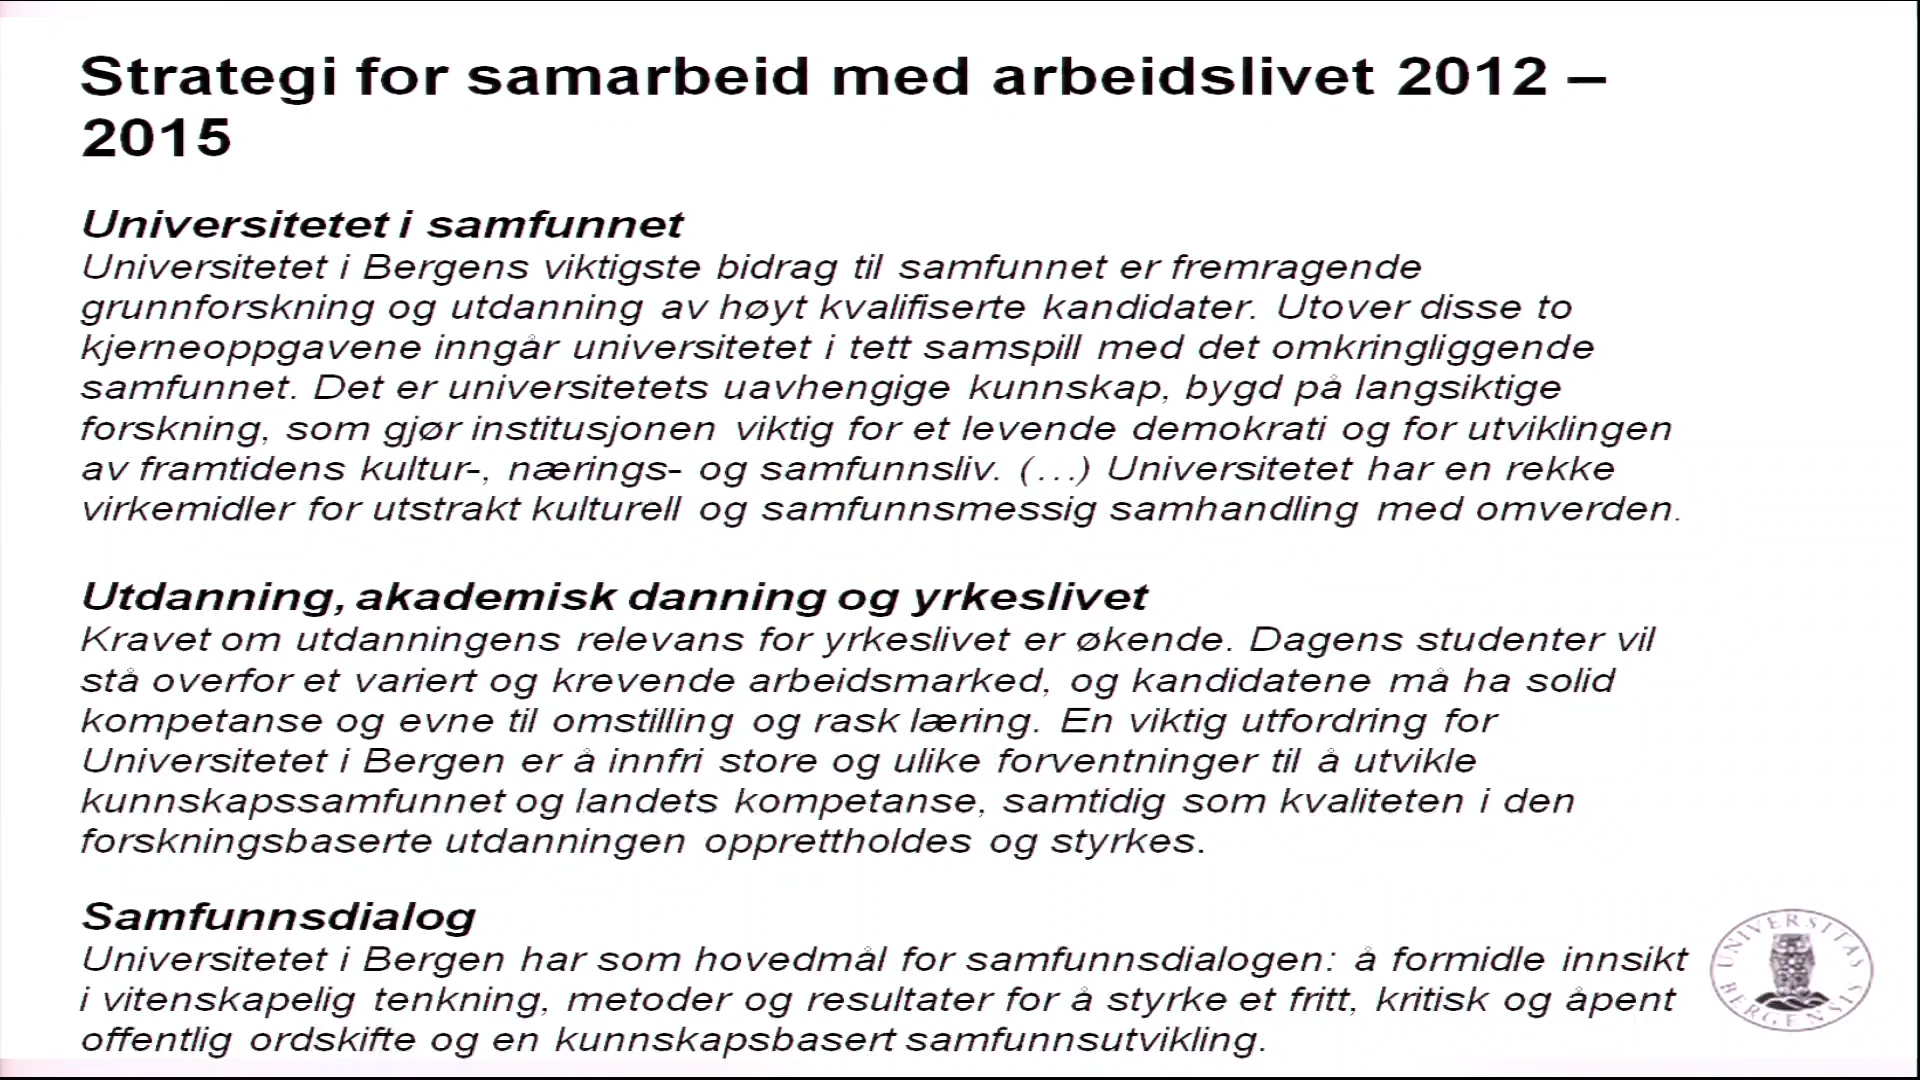 Strategi for samarbeid med arbeidslivet 2012 –
2015
Universitetet i samfunnet
Universitetet i Bergens viktigste bidrag til samfunnet er fremragende
grunnforskning og utdanning av høyt kvalifiserte kandidater. Utover disse to
kjerneoppgavene inngår universitetet i tett samspill med det omkringliggende
samfunnet. Det er universitetets uavhengige kunnskap, bygd på langsiktige
forskning, som gjør institusjonen viktig for et levende demokrati og for utviklingen
av framtidens kultur-, nærings- og samfunnsliv. (…) Universitetet har en rekke
virkemidler for utstrakt kulturell og samfunnsmessig samhandling med omverden.
Utdanning, akademisk danning og yrkeslivet
Kravet om utdanningens relevans for yrkeslivet er økende. Dagens studenter vil
stå overfor et variert og krevende arbeidsmarked, og kandidatene må ha solid
kompetanse og evne til omstilling og rask læring. En viktig utfordring for
Universitetet i Bergen er å innfri store og ulike forventninger til å utvikle
kunnskapssamfunnet og landets kompetanse, samtidig som kvaliteten i den
forskningsbaserte utdanningen opprettholdes og styrkes.
Samfunnsdialog
Universitetet i Bergen har som hovedmål for samfunnsdialogen: å formidle innsikt
i vitenskapelig tenkning, metoder og resultater for å styrke et fritt, kritisk og åpent
offentlig ordskifte og en kunnskapsbasert samfunnsutvikling.
UNIVERSITAS
BERGENSIS